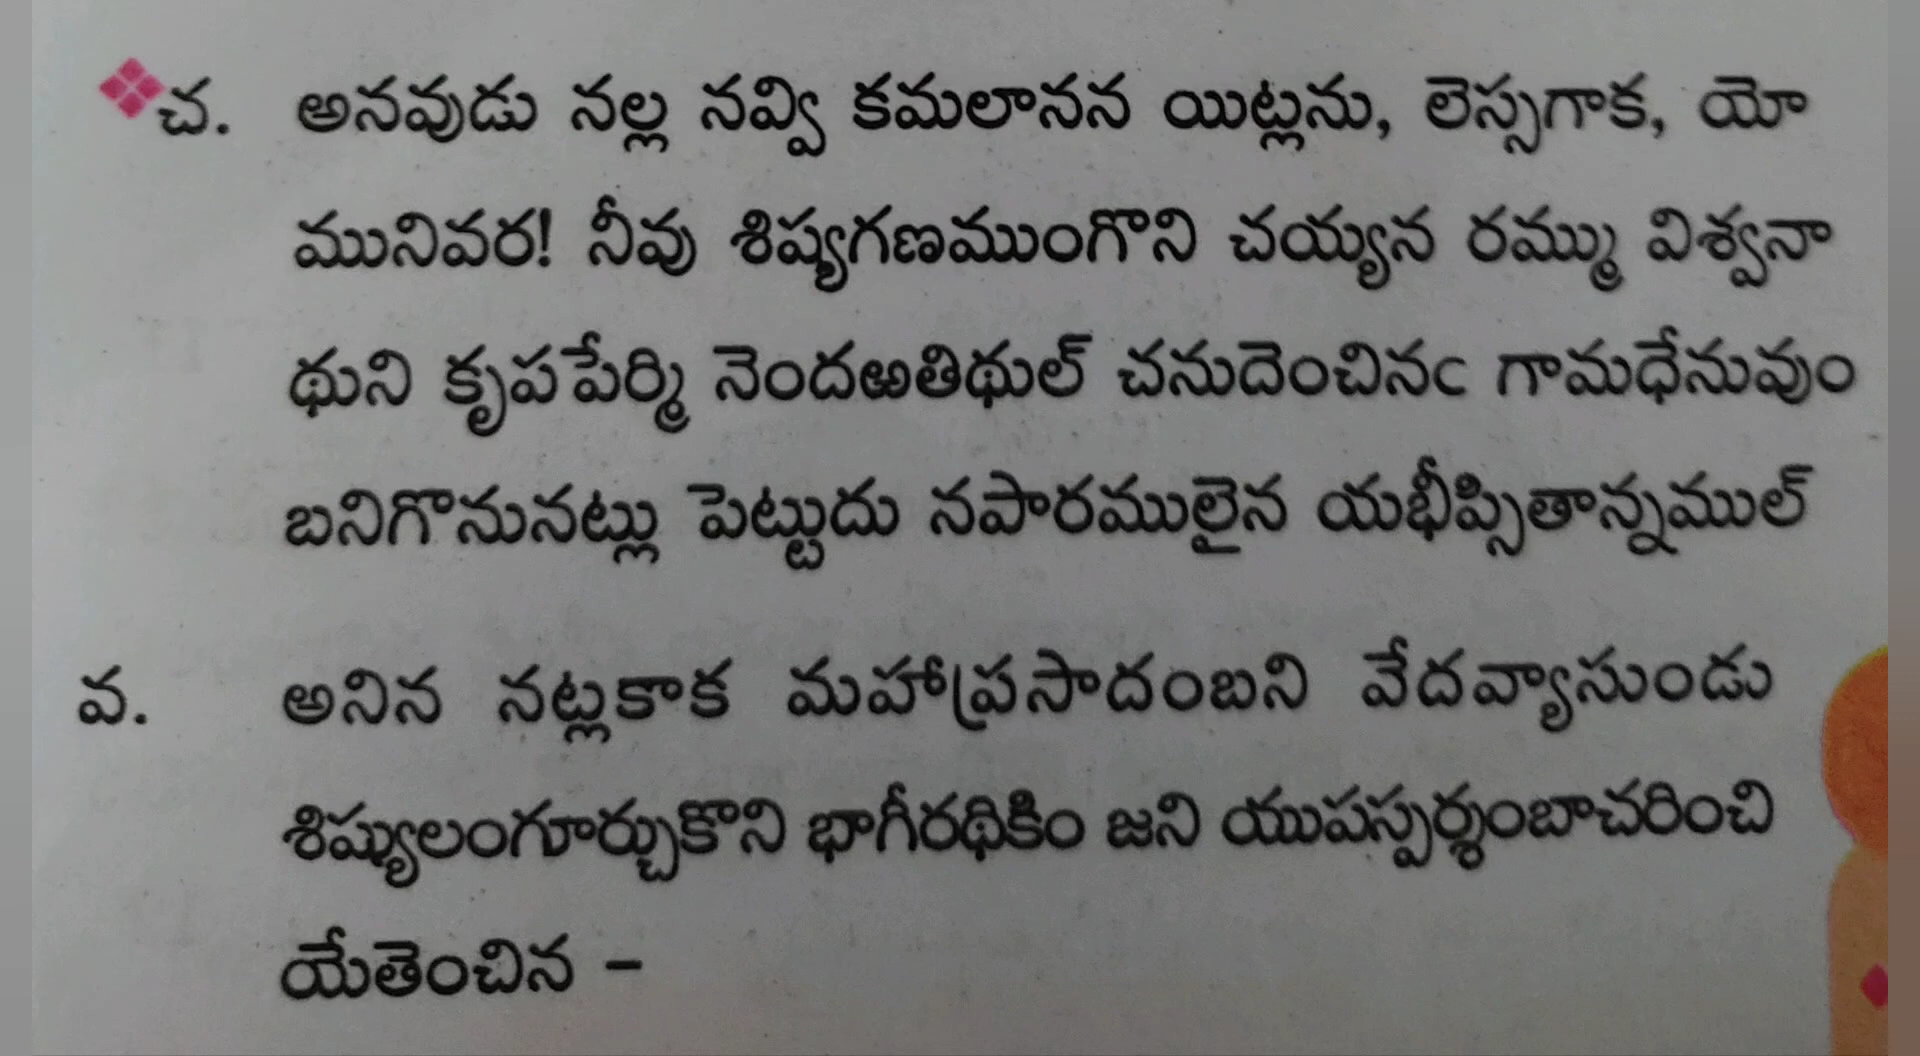 చ. అనవుడు నల్ల నవ్వి కమలానన యిట్లను, లెస్సగాక, యో
మునివర! నీవు శిష్యగణముంగొని చయ్యన రమ్ము విశ్వనా
థుని కృపపేర్మి నెందఱతిథుల్ చనుదెంచినఁ గామధేనువుం
బనిగొనునట్లు పెట్టుదు నపారములైన యభీప్సితాన్నముల్
వ. అనిన నట్లకాక మహాప్రసాదంబని వేదవ్యాసుండు
శిష్యులంగూర్చుకొని భాగీరథికిం జని యుపస్పర్శంబాచరించి
యేతెంచిన –